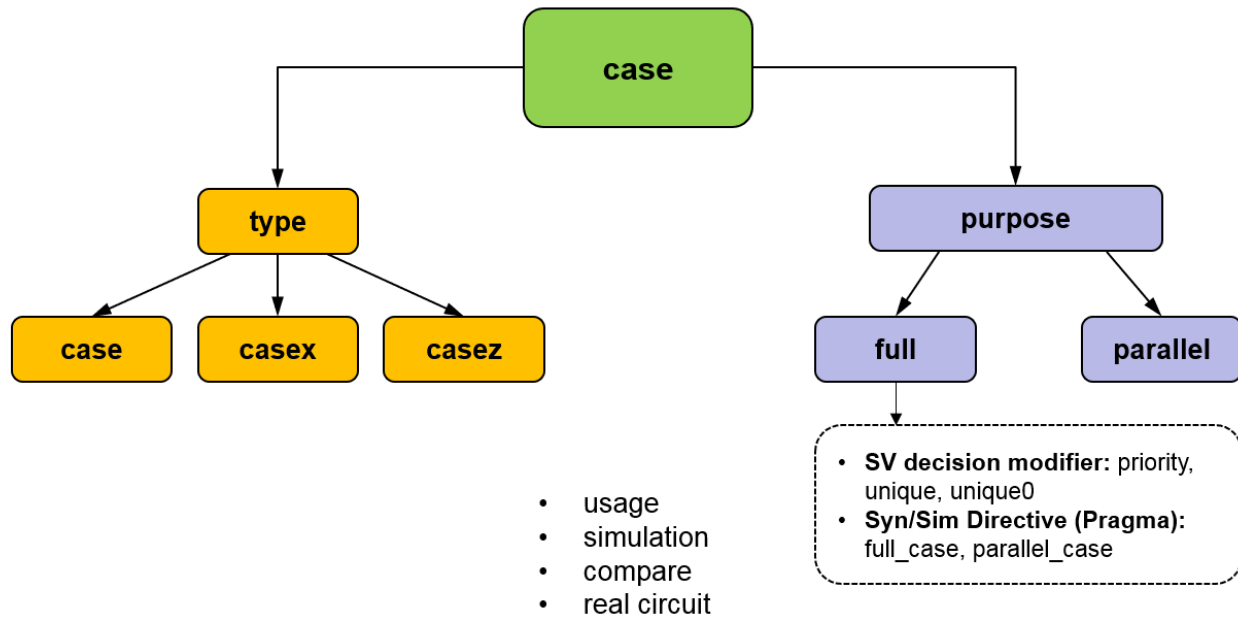 case
type
purpose
case
casex
casez
full
parallel
• SV decision modifier: priority,
unique, unique0
• Syn/Sim Directive (Pragma):
full_case, parallel_case
• usage
• simulation
• compare
• real circuit